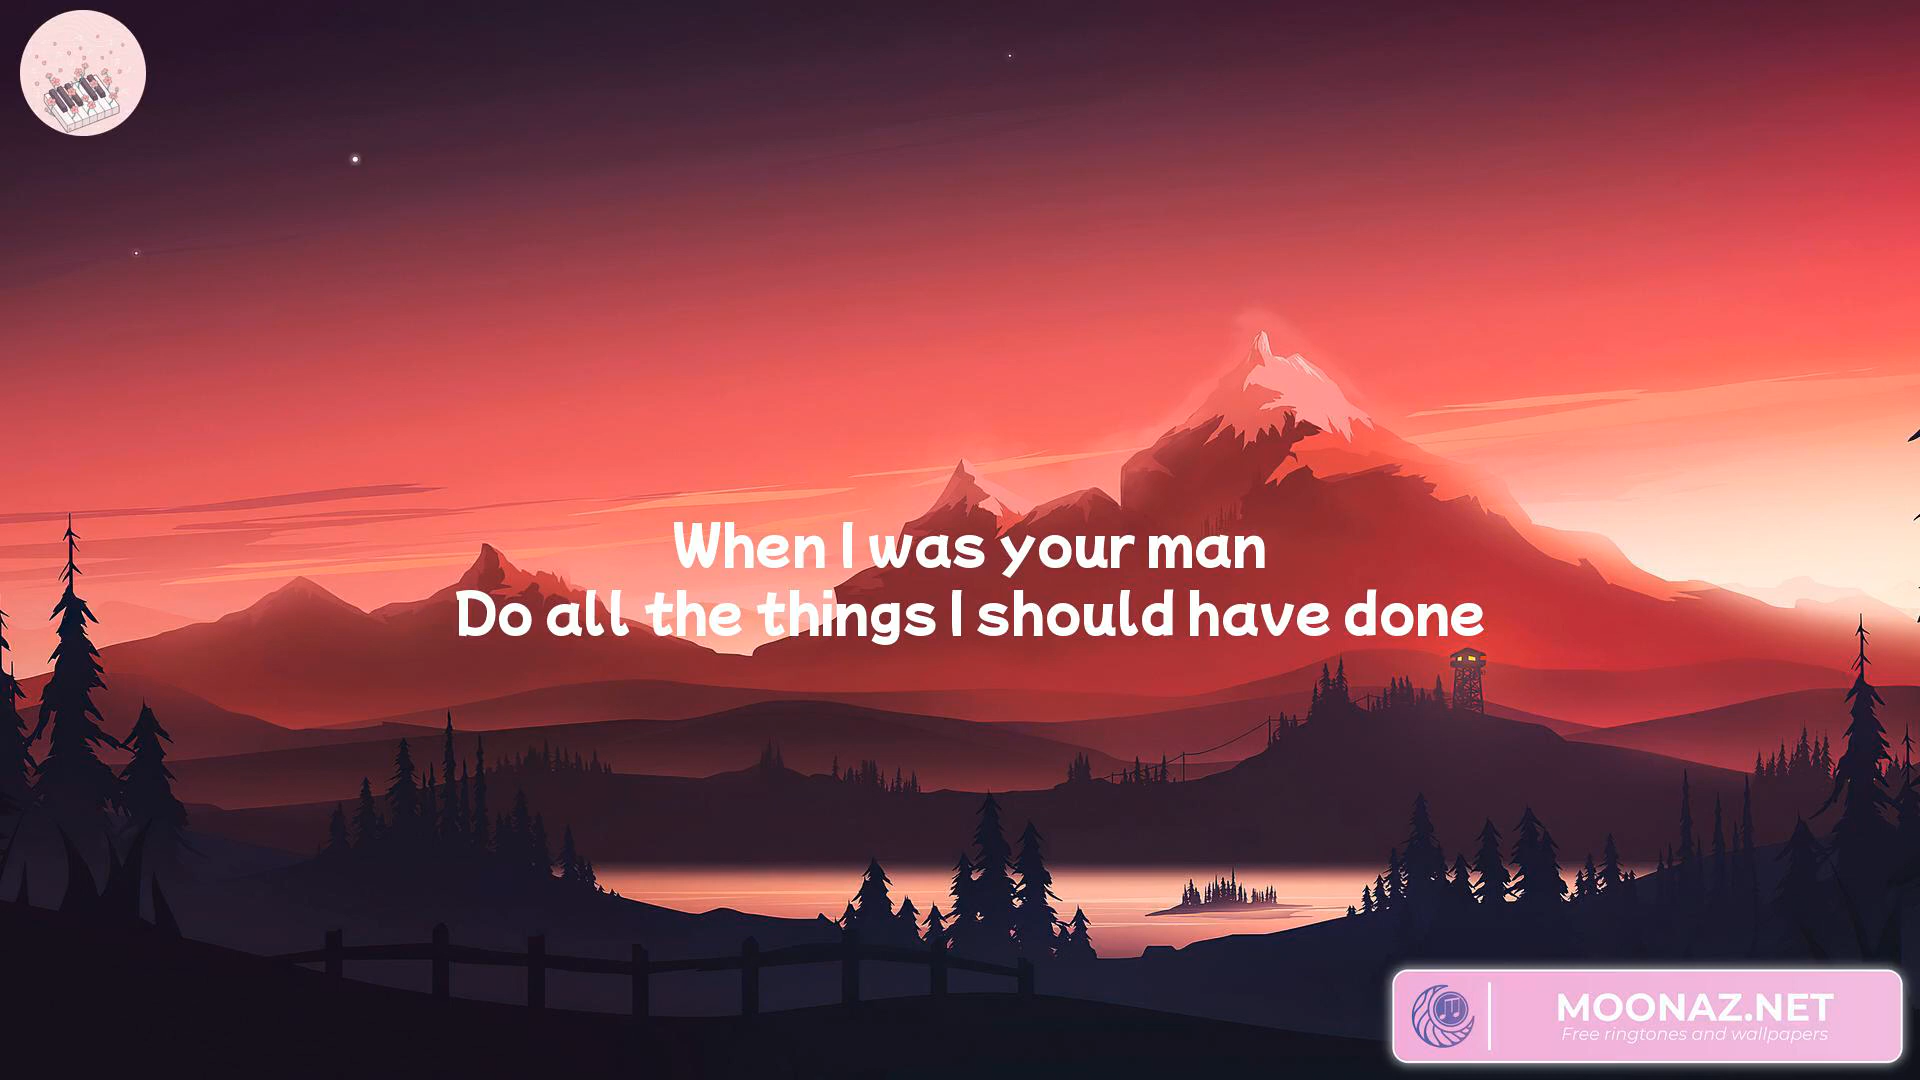 When I was your man
Do all the things I should have done
MOONAZ.NET
Free ringtones and wallpapers